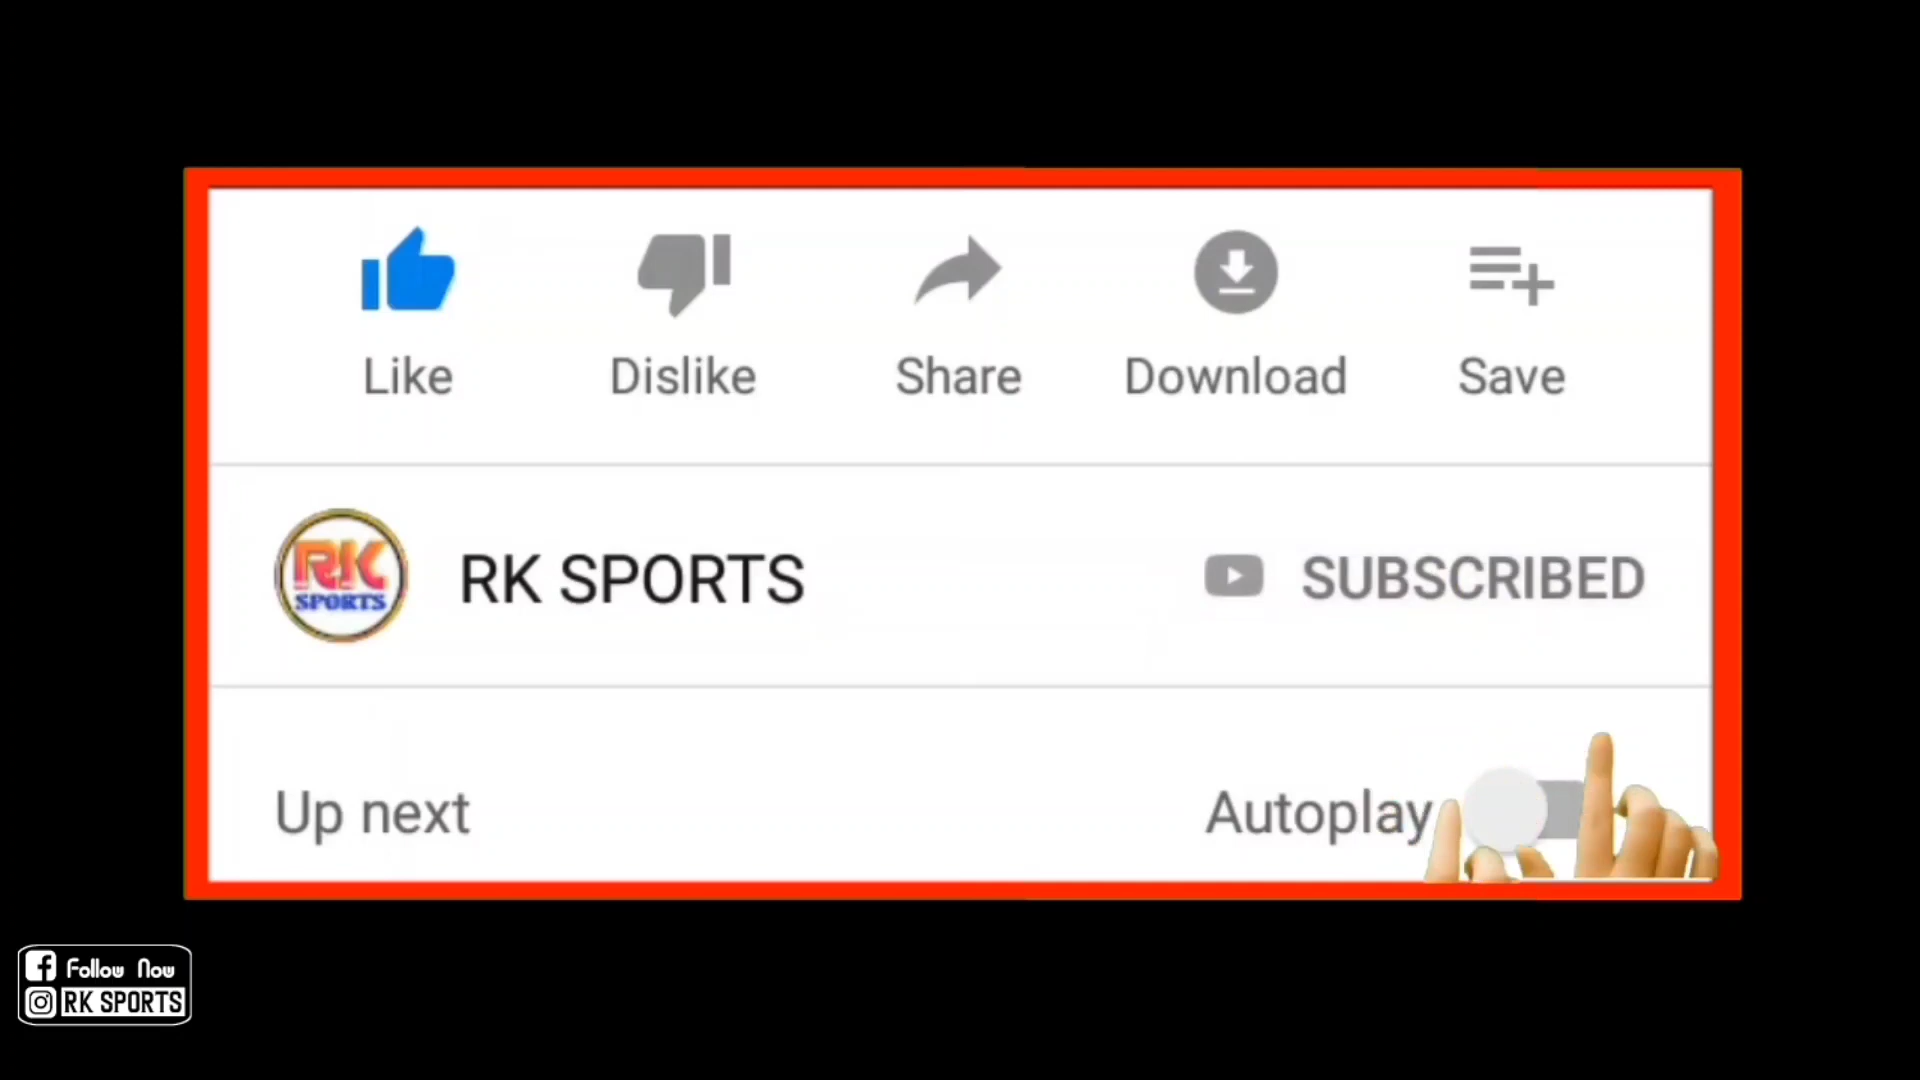 Like Dislike Share Download Save
RK SPORTS
RK SPORTS SUBSCRIBED
Up next Autoplay
Follow Now
RK SPORTS